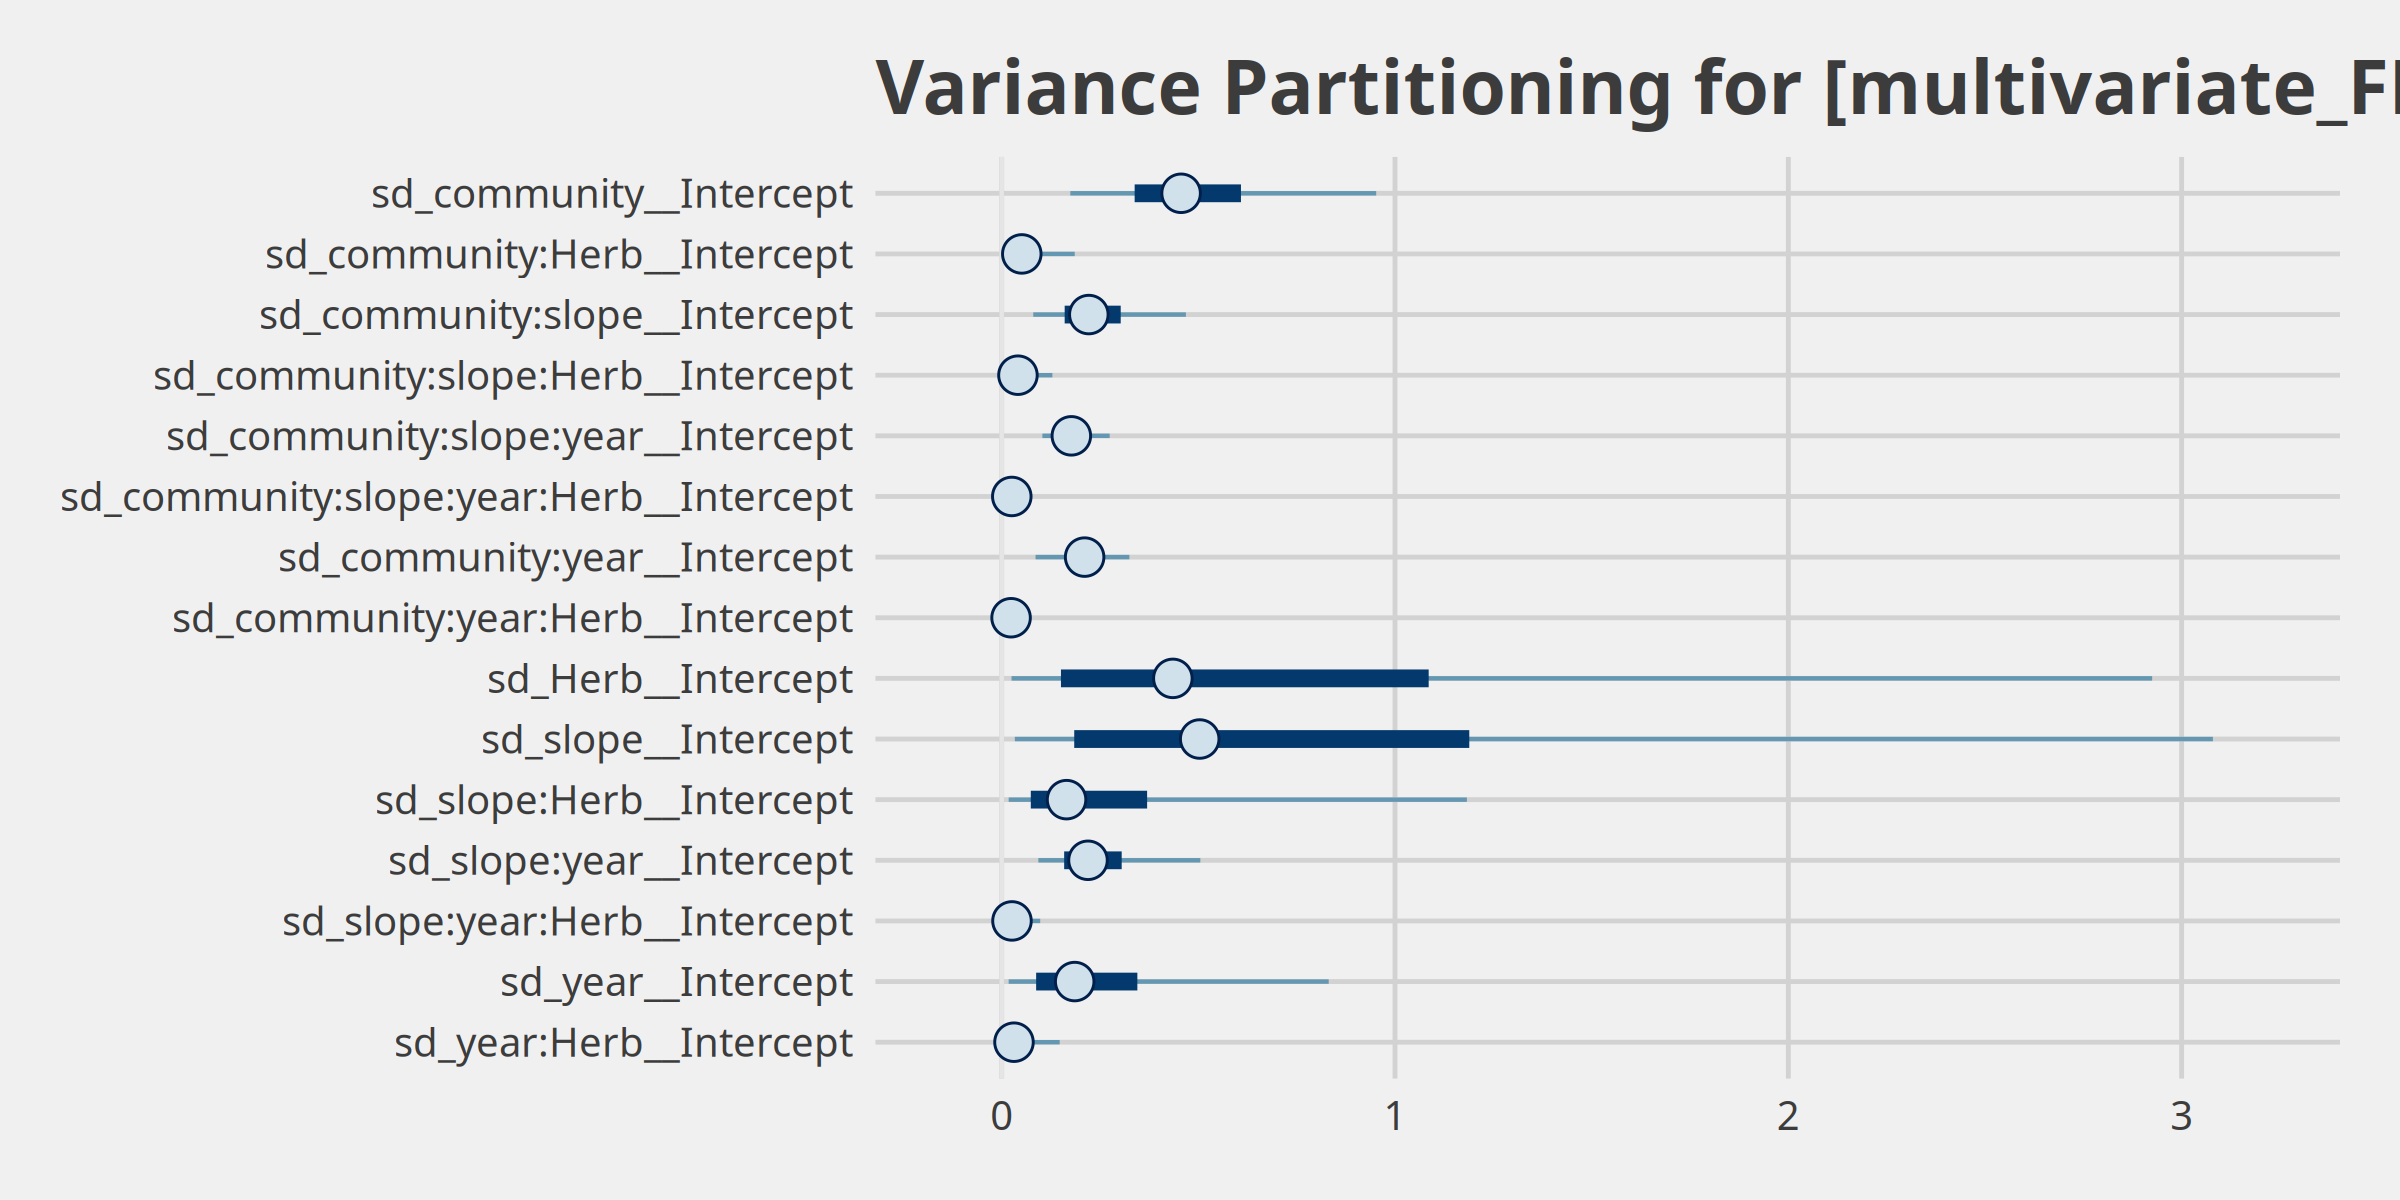 Variance Partitioning for [multivariate_
sd_community__Intercept
sd_community:Herb__Intercept
sd_community:slope__Intercept
sd_community:slope:Herb__Intercept
sd_community:slope:year__Intercept
sd_community:slope:year:Herb__Intercept
sd_community:year__Intercept
sd_community:year:Herb__Intercept
sd_Herb__Intercept
sd_slope__Intercept
sd_slope:Herb__Intercept
sd_slope:year__Intercept
sd_slope:year:Herb__Intercept
sd_year__Intercept
sd_year:Herb__Intercept
0 1 2 3